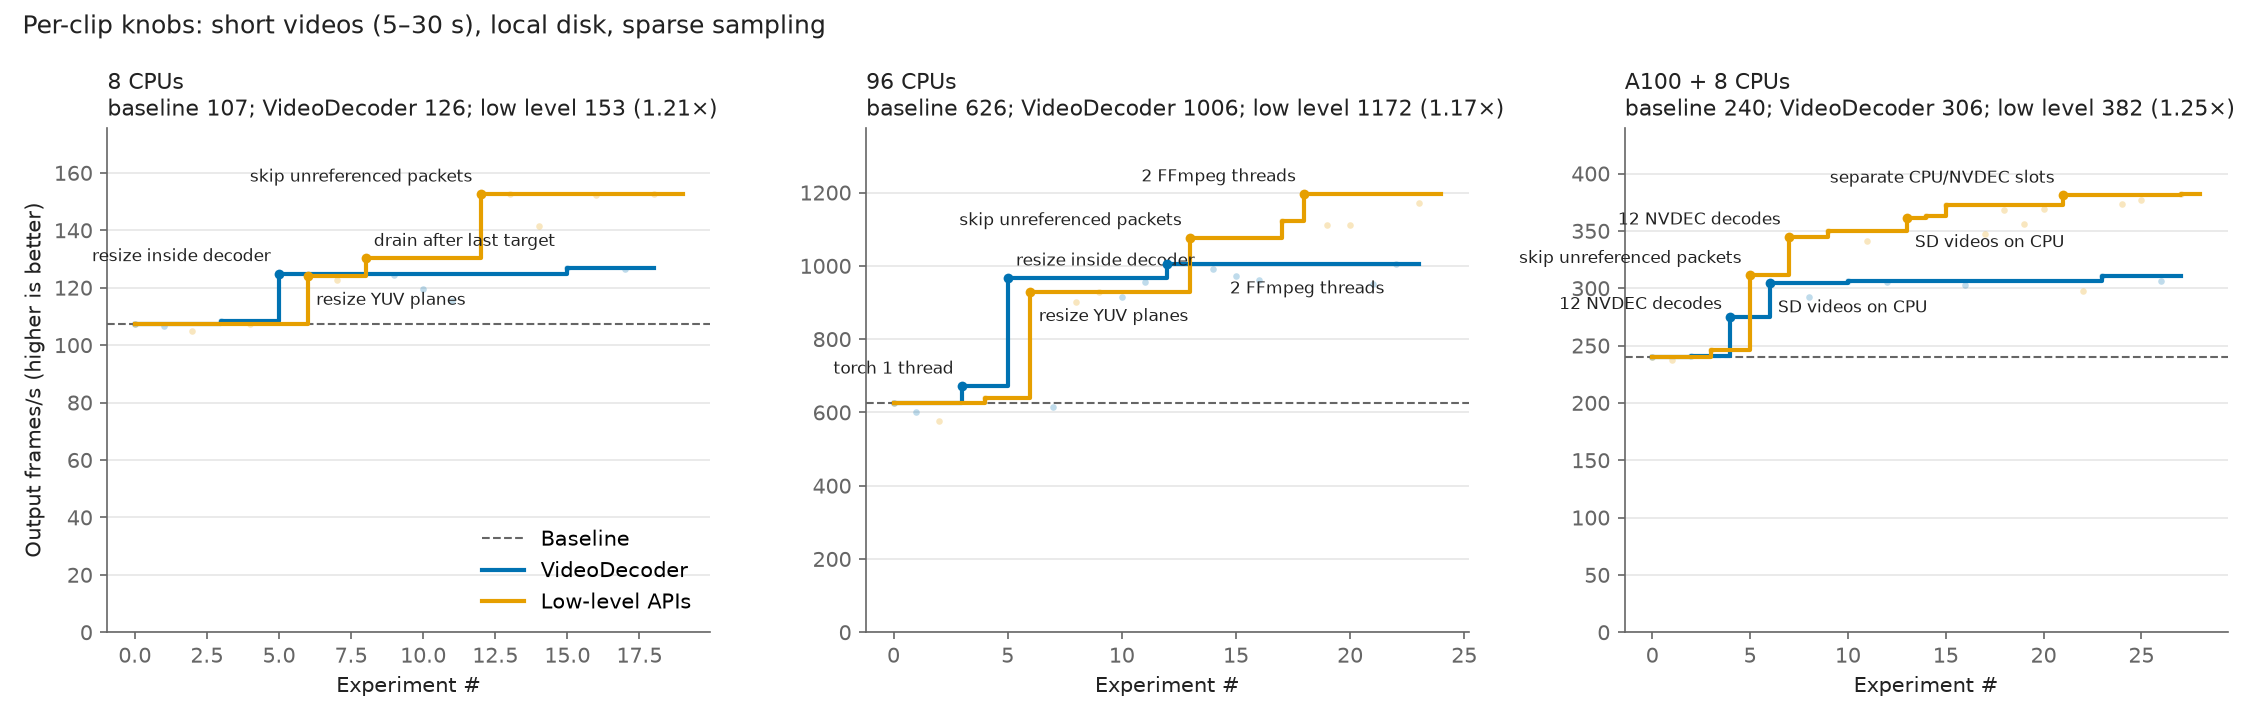 Per-clip knobs: short videos (5–30 s), local disk, sparse sampling
8 CPUs
baseline 107; VideoDecoder 126; low level 153 (1.21×)
Output frames/s (higher is better)
160
140
120
100
80
60
40
20
0
skip unreferenced packets
drain after last target
resize inside decoder
resize YUV planes
Baseline
VideoDecoder
Low-level APIs
0.0 2.5 5.0 7.5 10.0 12.5 15.0 17.5
Experiment #
96 CPUs
baseline 626; VideoDecoder 1006; low level 1172 (1.17×)
1200
1000
800
600
400
200
0
2 FFmpeg threads
skip unreferenced packets
resize inside decoder
2 FFmpeg threads
resize YUV planes
torch 1 thread
0 5 10 15 20 25
Experiment #
A100 + 8 CPUs
baseline 240; VideoDecoder 306; low level 382 (1.25×)
400
350
300
250
200
150
100
50
0
separate CPU/NVDEC slots
12 NVDEC decodes
SD videos on CPU
skip unreferenced packets
12 NVDEC decodes
SD videos on CPU
0 5 10 15 20 25
Experiment #